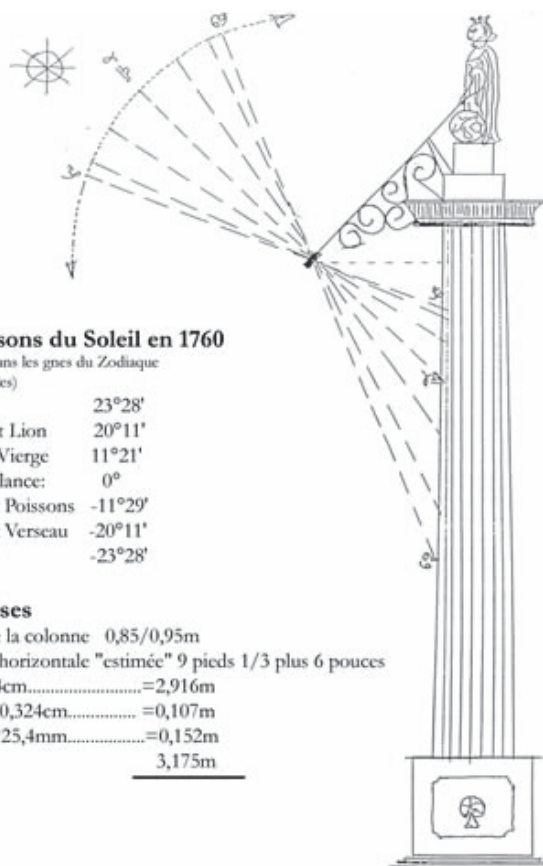 sons du Soleil en 1760
ans les gnes du Zodiaque
es)
23°28'
t Lion 20°11'
Vierge 11°21'
lance: 0°
Poissons -11°29'
Verseau -20°11'
-23°28'
ses
la colonne 0,85/0,95m
horizontale "estimée" 9 pieds 1/3 plus 6 pouces
cm.........................=2,916m
0,324cm................ =0,107m
25,4mm.................=0,152m
3,175m